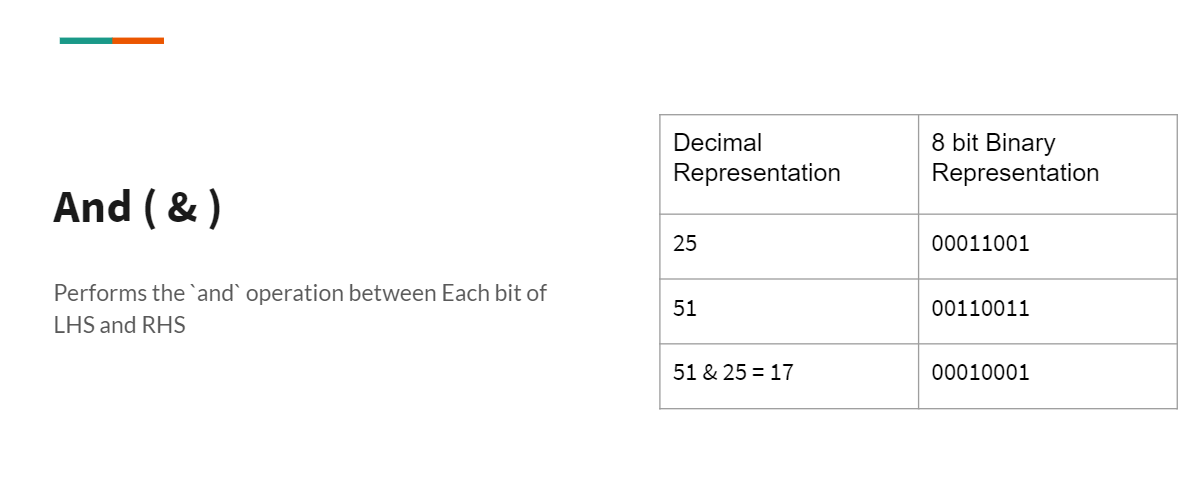 And ( & )
Performs the `and` operation between Each bit of
LHS and RHS
Decimal
Representation
8 bit Binary
Representation
25
00011001
51
00110011
51 & 25 = 17
00010001